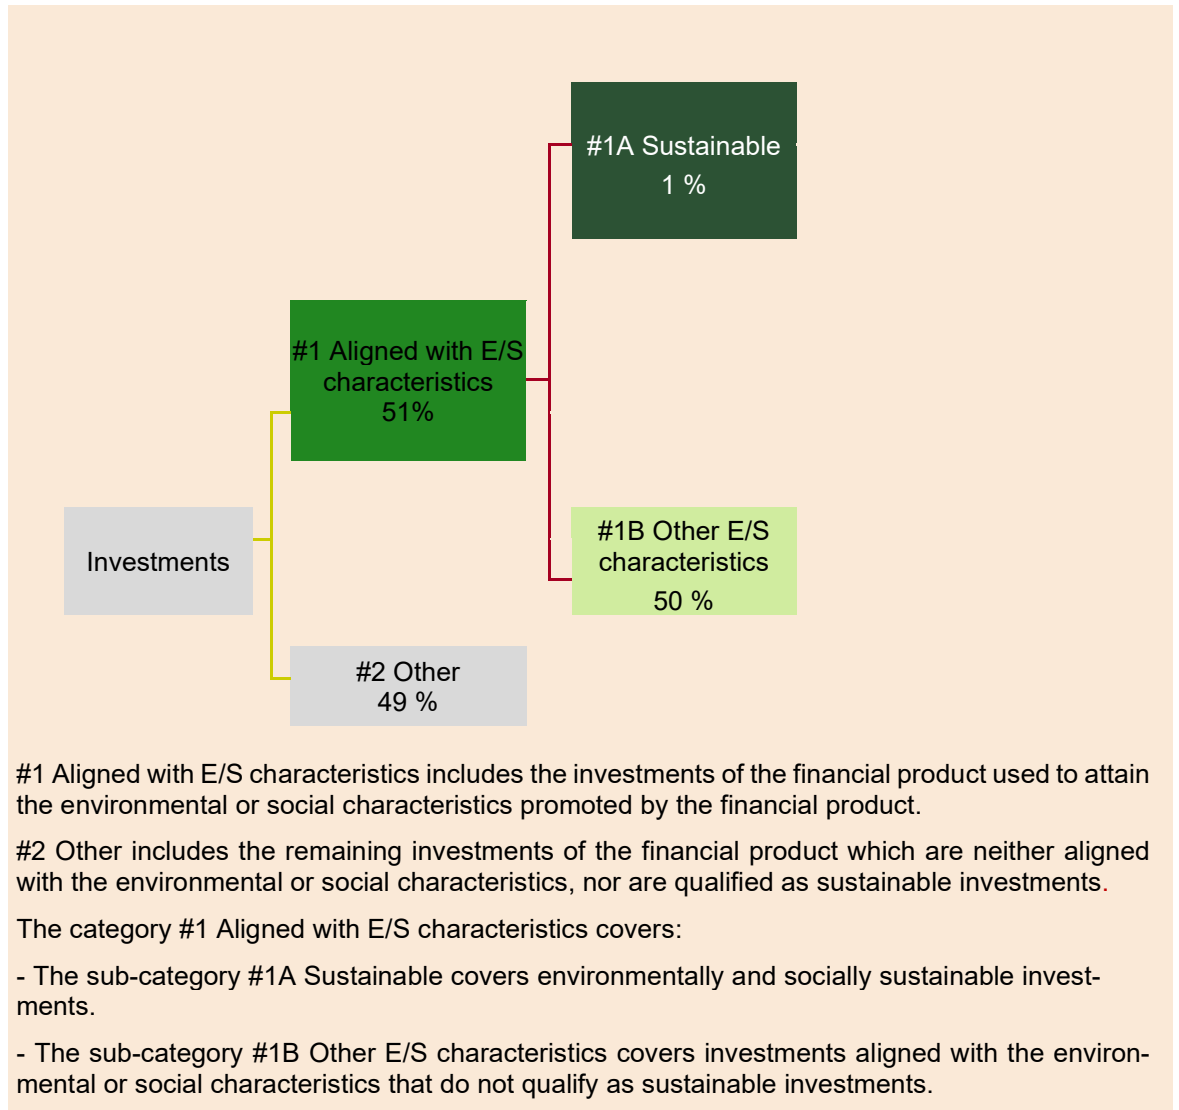 #1A Sustainable
1 %
#1 Aligned with E/S
characteristics
51%
#1B Other E/S
characteristics
50 %
Investments
#2 Other
49 %
#1 Aligned with E/S characteristics includes the investments of the financial product used to attain
the environmental or social characteristics promoted by the financial product.
#2 Other includes the remaining investments of the financial product which are neither aligned
with the environmental or social characteristics, nor are qualified as sustainable investments.
The category #1 Aligned with E/S characteristics covers:
- The sub-category #1A Sustainable covers environmentally and socially sustainable invest-
ments.
- The sub-category #1B Other E/S characteristics covers investments aligned with the environ-
mental or social characteristics that do not qualify as sustainable investments.